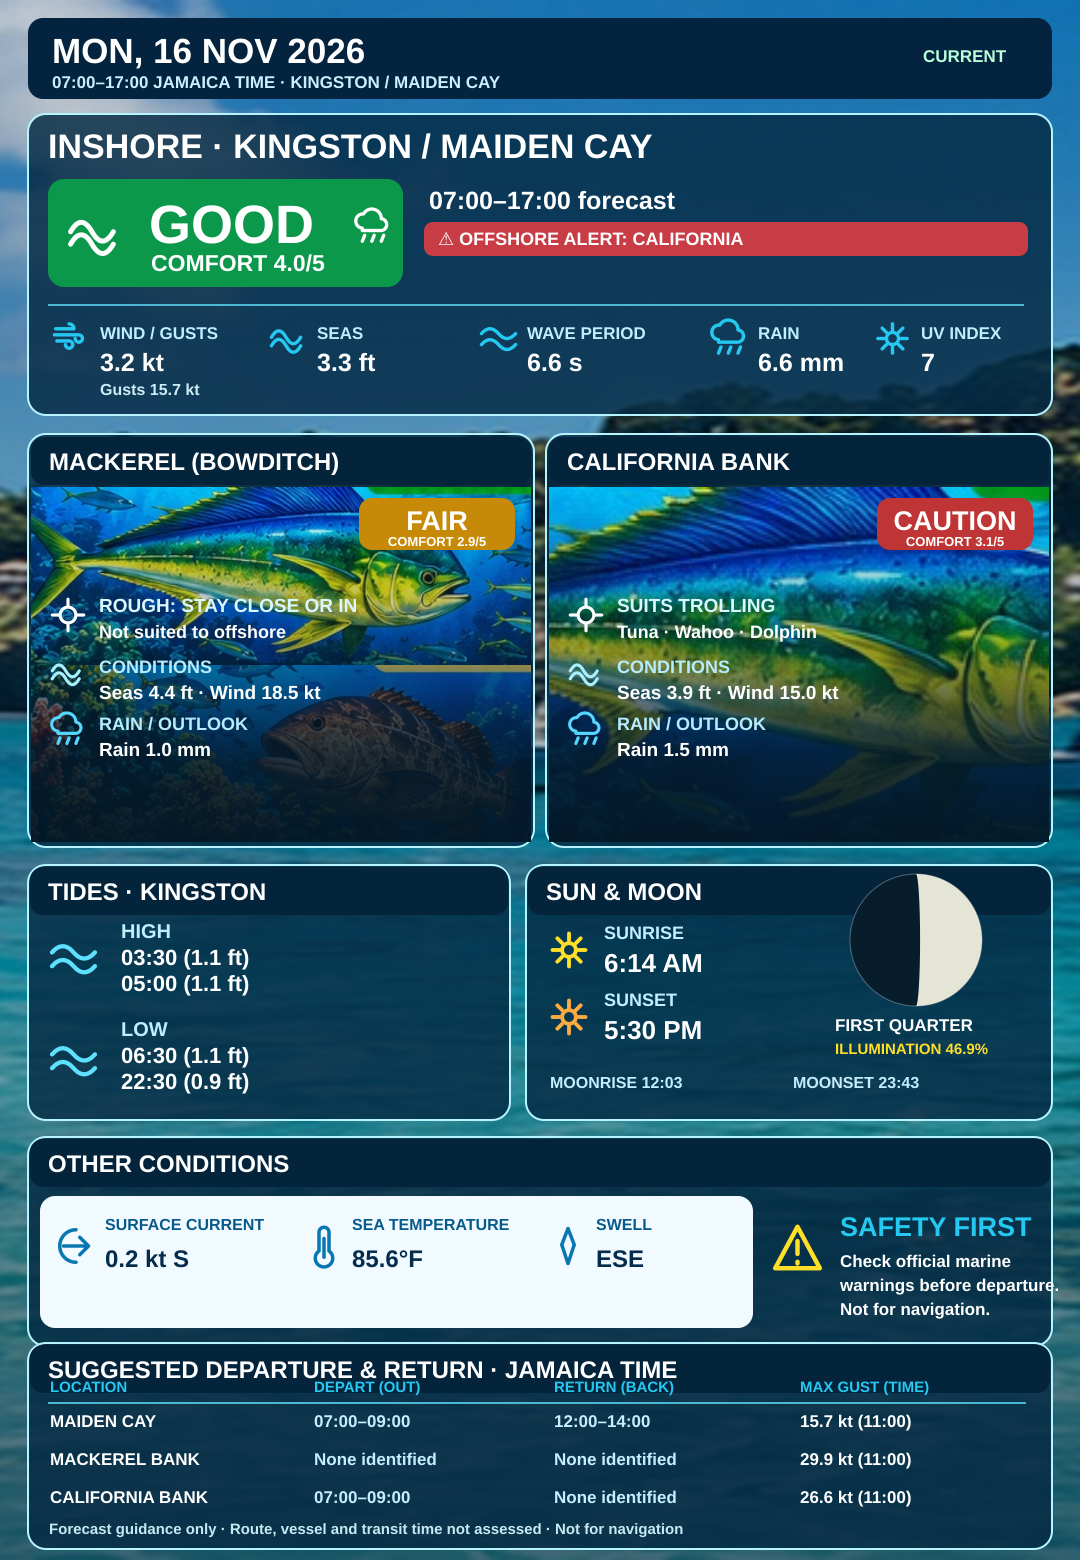 MON, 16 NOV 2026
07:00–17:00 JAMAICA TIME · KINGSTON / MAIDEN CAY
CURRENT
INSHORE · KINGSTON / MAIDEN CAY
GOOD
COMFORT 4.0/5
07:00–17:00 forecast
⚠ OFFSHORE ALERT: CALIFORNIA
WIND / GUSTS
3.2 kt
Gusts 15.7 kt
SEAS
3.3 ft
WAVE PERIOD
6.6 s
RAIN
6.6 mm
UV INDEX
7
MACKEREL (BOWDITCH)
FAIR
COMFORT 2.9/5
ROUGH: STAY CLOSE OR IN
Not suited to offshore
CONDITIONS
Seas 4.4 ft · Wind 18.5 kt
RAIN / OUTLOOK
Rain 1.0 mm
CALIFORNIA BANK
CAUTION
COMFORT 3.1/5
SUITS TROLLING
Tuna · Wahoo · Dolphin
CONDITIONS
Seas 3.9 ft · Wind 15.0 kt
RAIN / OUTLOOK
Rain 1.5 mm
TIDES · KINGSTON
HIGH
03:30 (1.1 ft)
05:00 (1.1 ft)
LOW
06:30 (1.1 ft)
22:30 (0.9 ft)
SUN & MOON
SUNRISE
6:14 AM
SUNSET
5:30 PM
FIRST QUARTER
ILLUMINATION 46.9%
MOONRISE 12:03
MOONSET 23:43
OTHER CONDITIONS
SURFACE CURRENT
0.2 kt S
SEA TEMPERATURE
85.6°F
SWELL
ESE
SAFETY FIRST
Check official marine
warnings before departure.
Not for navigation.
SUGGESTED DEPARTURE & RETURN · JAMAICA TIME
LOCATION DEPART (OUT) RETURN (BACK) MAX GUST (TIME)
MAIDEN CAY 07:00–09:00 12:00–14:00 15.7 kt (11:00)
MACKEREL BANK None identified None identified 29.9 kt (11:00)
CALIFORNIA BANK 07:00–09:00 None identified 26.6 kt (11:00)
Forecast guidance only · Route, vessel and transit time not assessed · Not for navigation